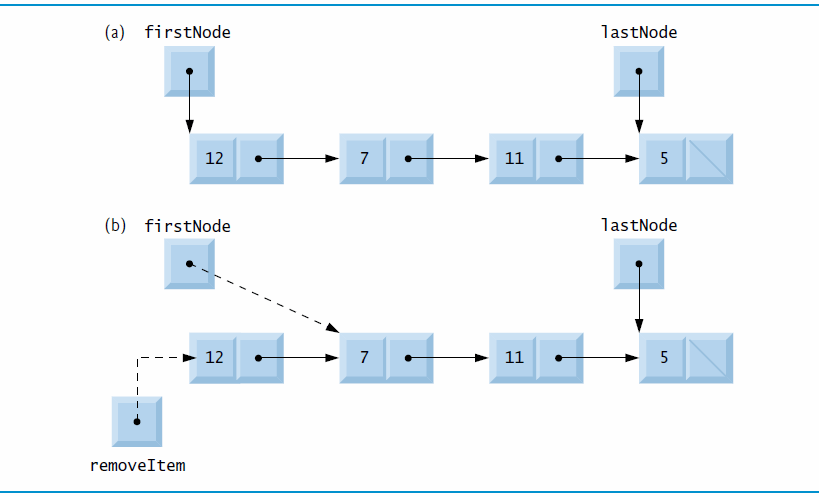 (a) firstNode lastNode
12 7 11 5
(b) firstNode lastNode
12 7 11 5
removeItem